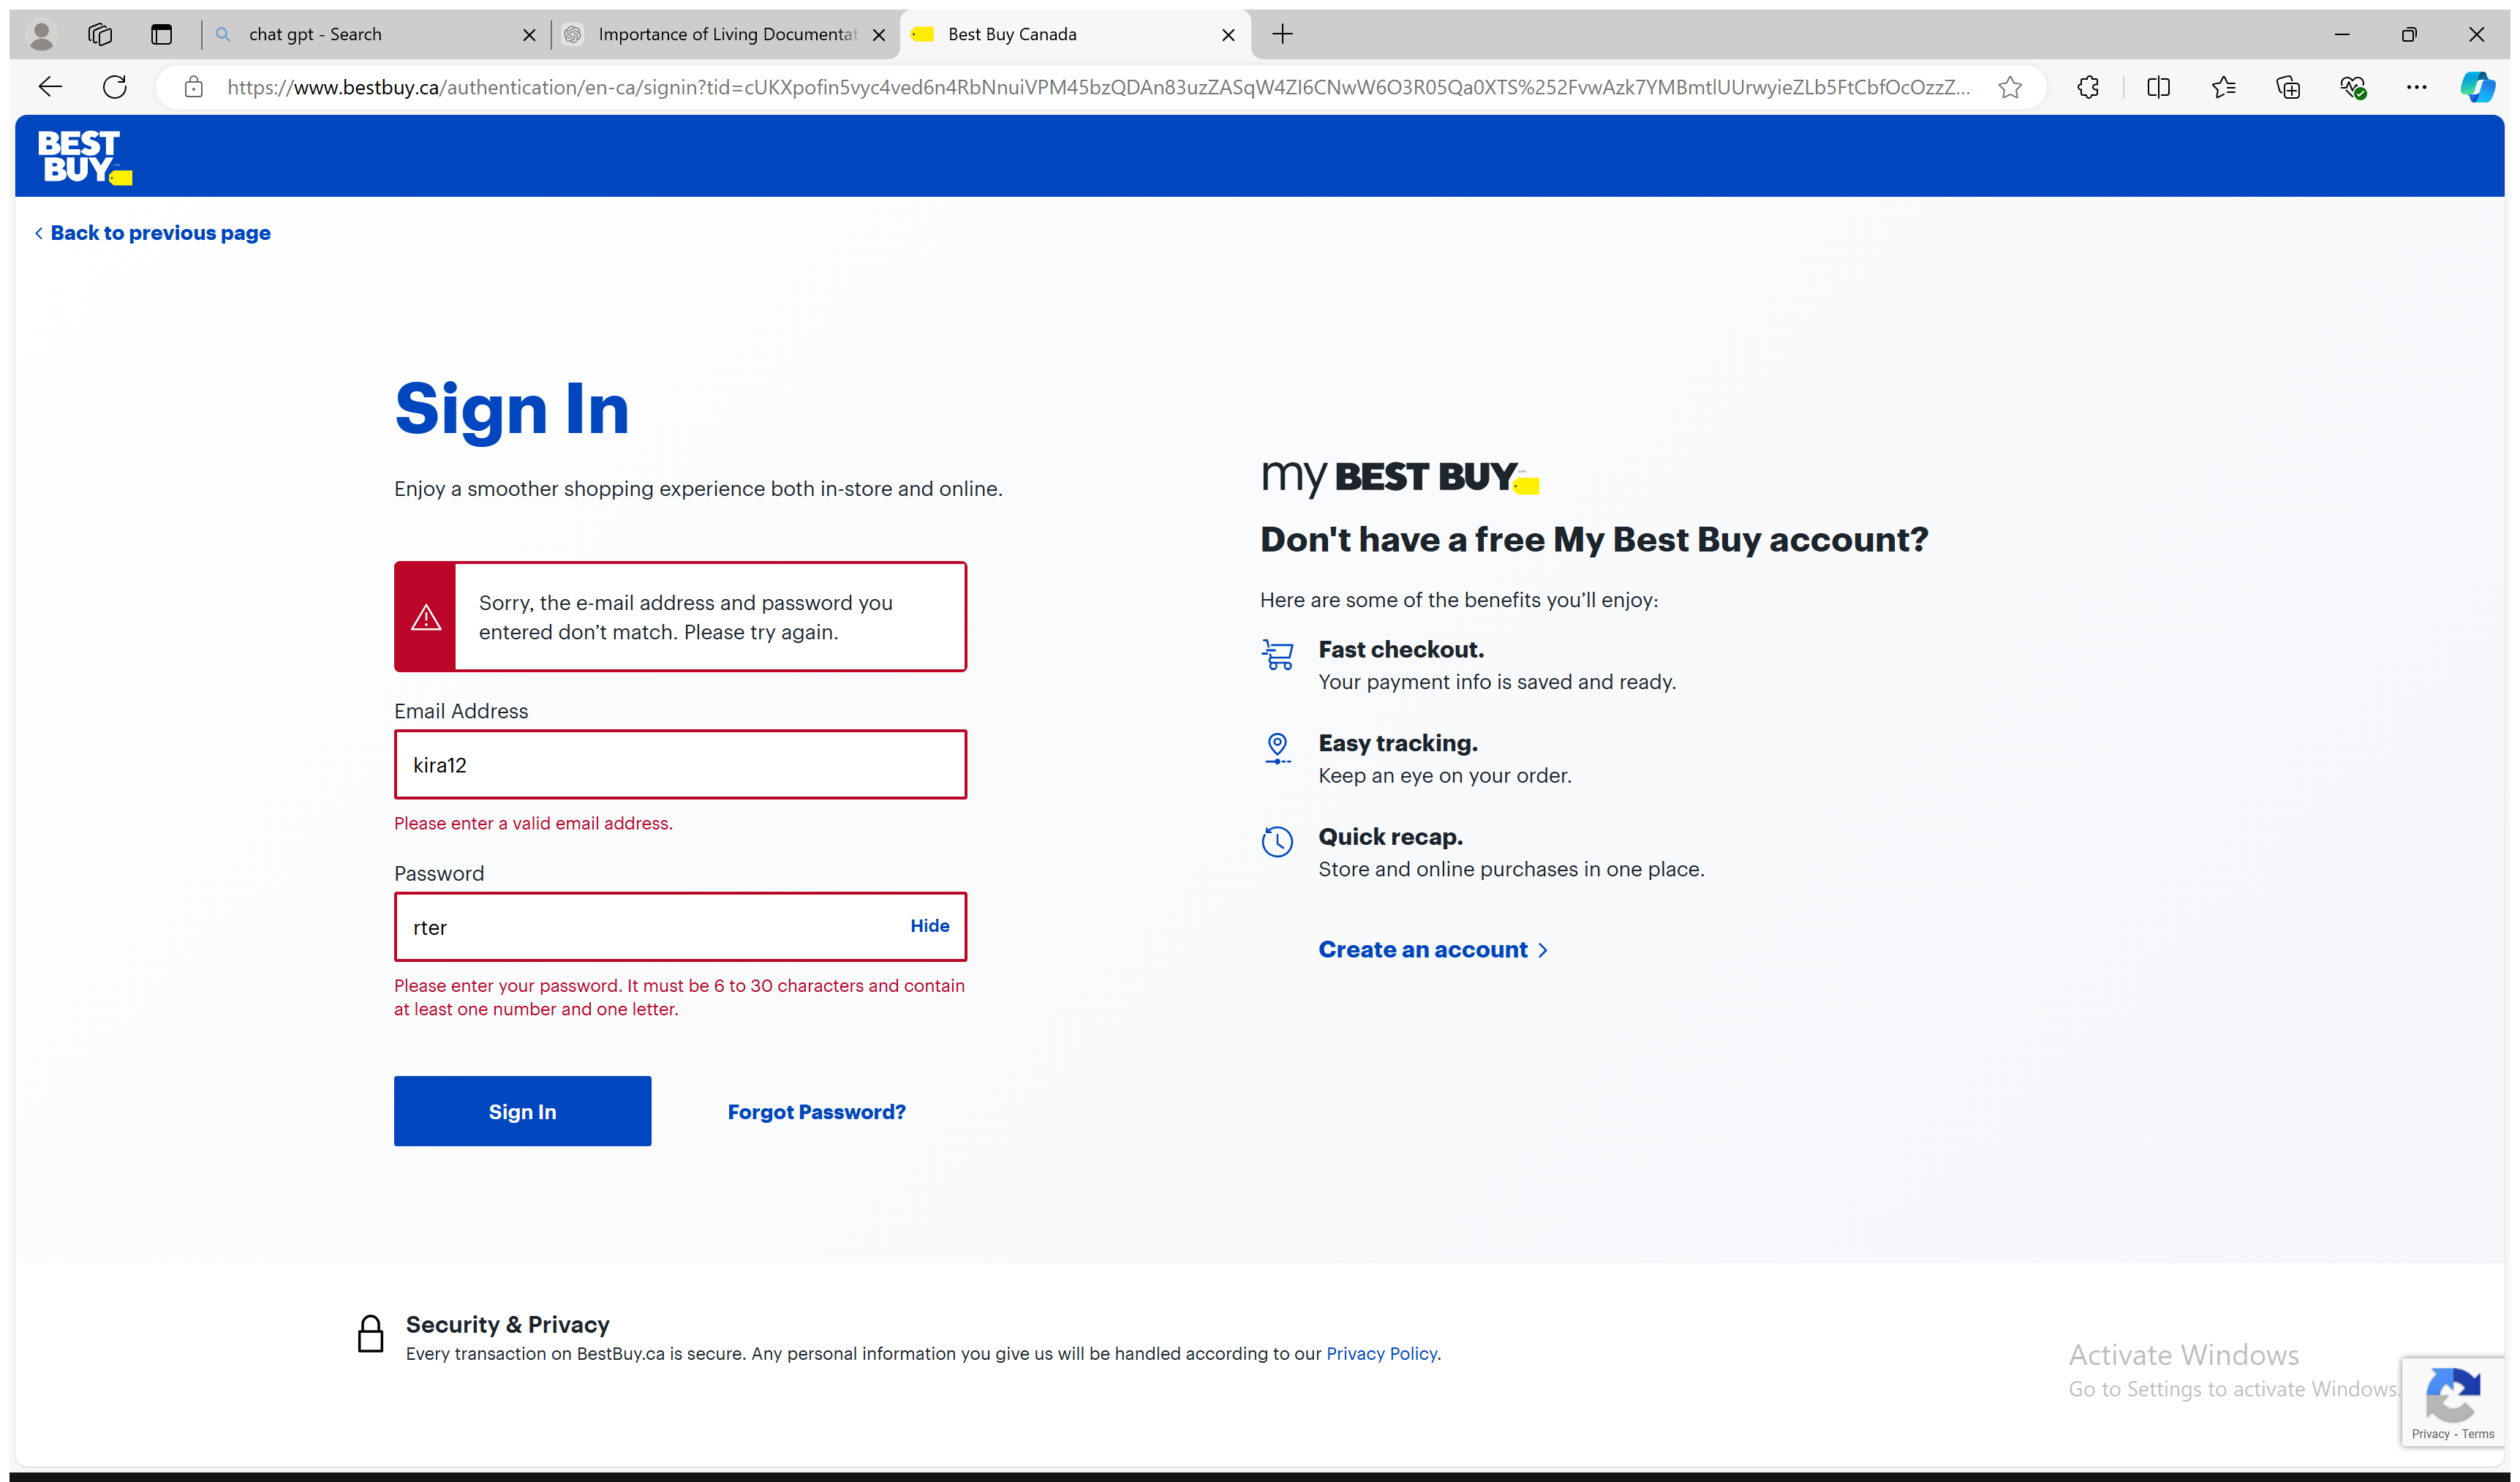 chat gpt - Search
Importance of Living Documentat
Best Buy Canada
https://www.bestbuy.ca/authentication/en-ca/signin?tid=cUKXpofin5vyc4ved6n4RbNnuiVPM45bzQDAn83uzZASqW4ZI6CNwW6O3R05Qa0XTS%252FvwAzk7YMBmtlUUrwyieZLb5FtCbfOcOzzZ...
BEST
BUY
Back to previous page
Sign In
Enjoy a smoother shopping experience both in-store and online.
Sorry, the e-mail address and password you
entered don’t match. Please try again.
Email Address
kira12
Please enter a valid email address.
Password
rter
Hide
Please enter your password. It must be 6 to 30 characters and contain
at least one number and one letter.
Sign In
Forgot Password?
my BEST BUY
Don't have a free My Best Buy account?
Here are some of the benefits you’ll enjoy:
Fast checkout.
Your payment info is saved and ready.
Easy tracking.
Keep an eye on your order.
Quick recap.
Store and online purchases in one place.
Create an account
Security & Privacy
Every transaction on BestBuy.ca is secure. Any personal information you give us will be handled according to our Privacy Policy.
Activate Windows
Go to Settings to activate Windows.
Privacy - Terms